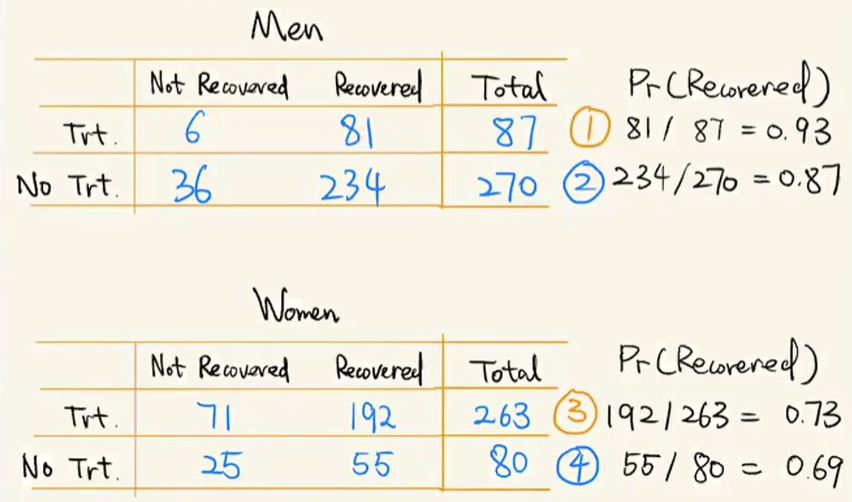 Men
Not Recovered Recovered Total Pr(Recovered)
Trt. 6 81 87 ① 81 / 87 = 0.93
No Trt. 36 234 270 ② 234/270 = 0.87
Women
Not Recovered Recovered Total Pr(Recovered)
Trt. 71 192 263 ③ 192/263 = 0.73
No Trt. 25 55 80 ④ 55/ 80 = 0.69